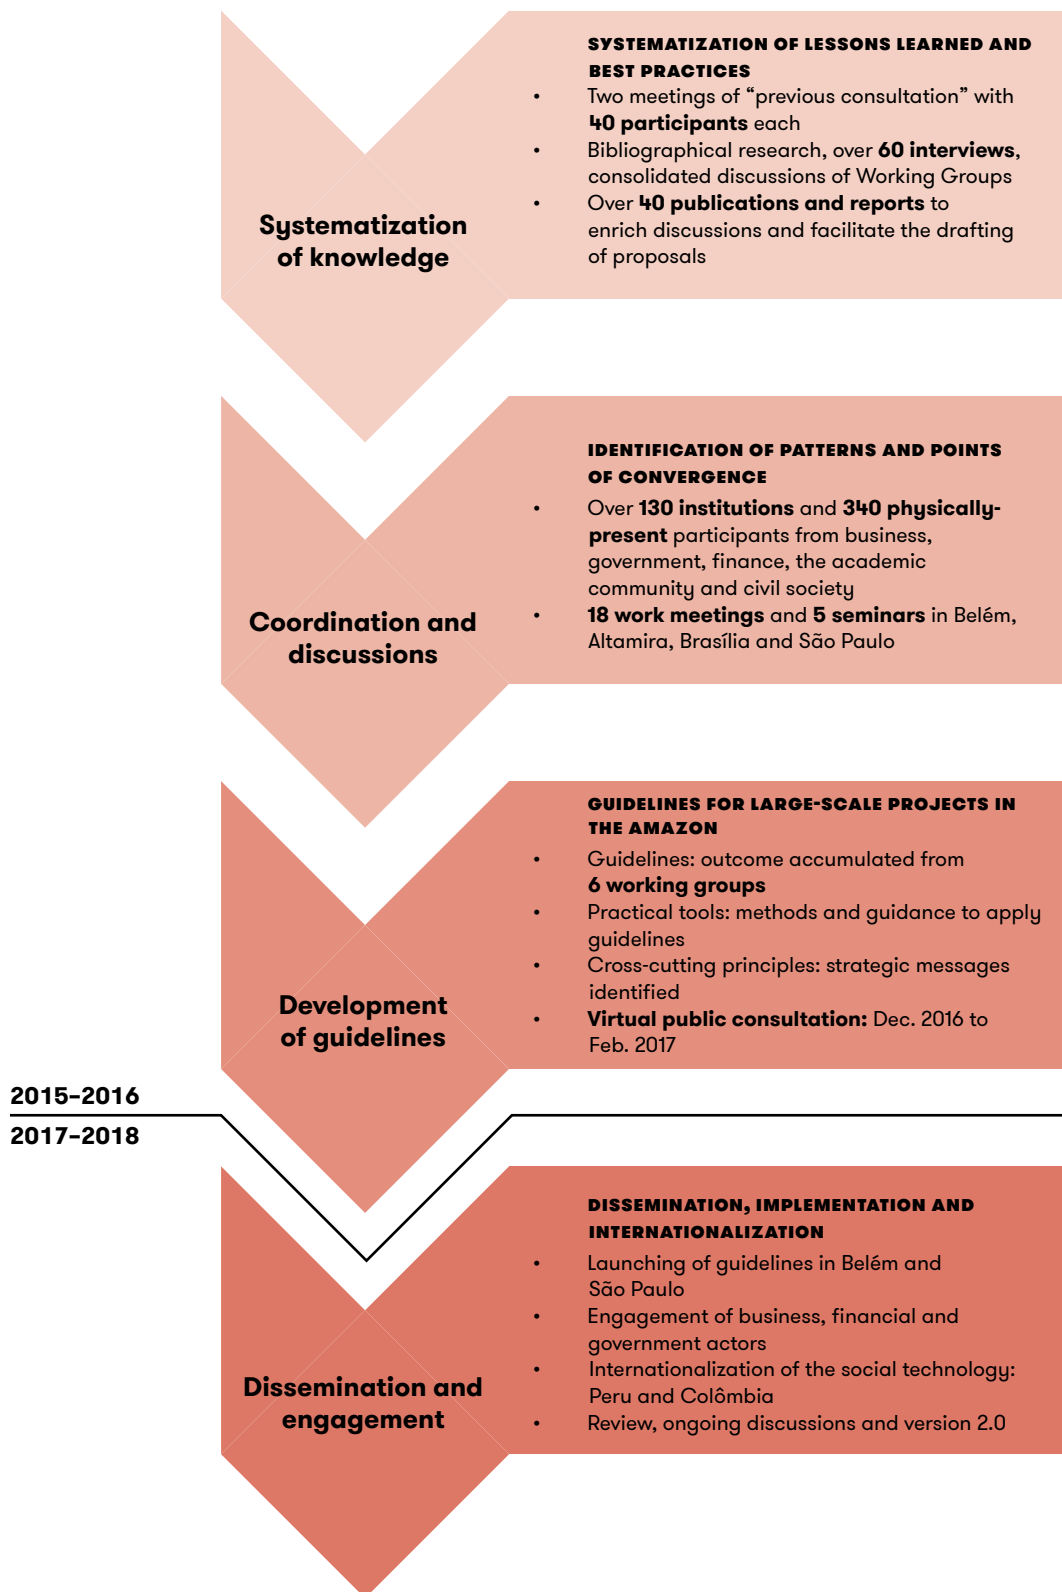 SYSTEMATIZATION OF LESSONS LEARNED AND
BEST PRACTICES
• Two meetings of “previous consultation” with
40 participants each
• Bibliographical research, over 60 interviews,
consolidated discussions of Working Groups
• Over 40 publications and reports to
enrich discussions and facilitate the drafting
of proposals
Systematization
of knowledge
IDENTIFICATION OF PATTERNS AND POINTS
OF CONVERGENCE
• Over 130 institutions and 340 physically-
present participants from business,
government, finance, the academic
community and civil society
• 18 work meetings and 5 seminars in Belém,
Altamira, Brasília and São Paulo
Coordination and
discussions
GUIDELINES FOR LARGE-SCALE PROJECTS IN
THE AMAZON
• Guidelines: outcome accumulated from
6 working groups
• Practical tools: methods and guidance to apply
guidelines
• Cross-cutting principles: strategic messages
identified
• Virtual public consultation: Dec. 2016 to
Feb. 2017
Development
of guidelines
2015–2016
2017–2018
DISSEMINATION, IMPLEMENTATION AND
INTERNATIONALIZATION
• Launching of guidelines in Belém and
São Paulo
• Engagement of business, financial and
government actors
• Internationalization of the social technology:
Peru and Colômbia
• Review, ongoing discussions and version 2.0
Dissemination and
engagement